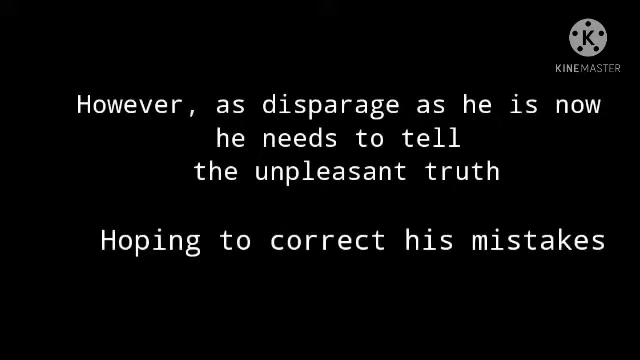 KINEMASTER
However, as disparage as he is now
he needs to tell
the unpleasant truth
Hoping to correct his mistakes